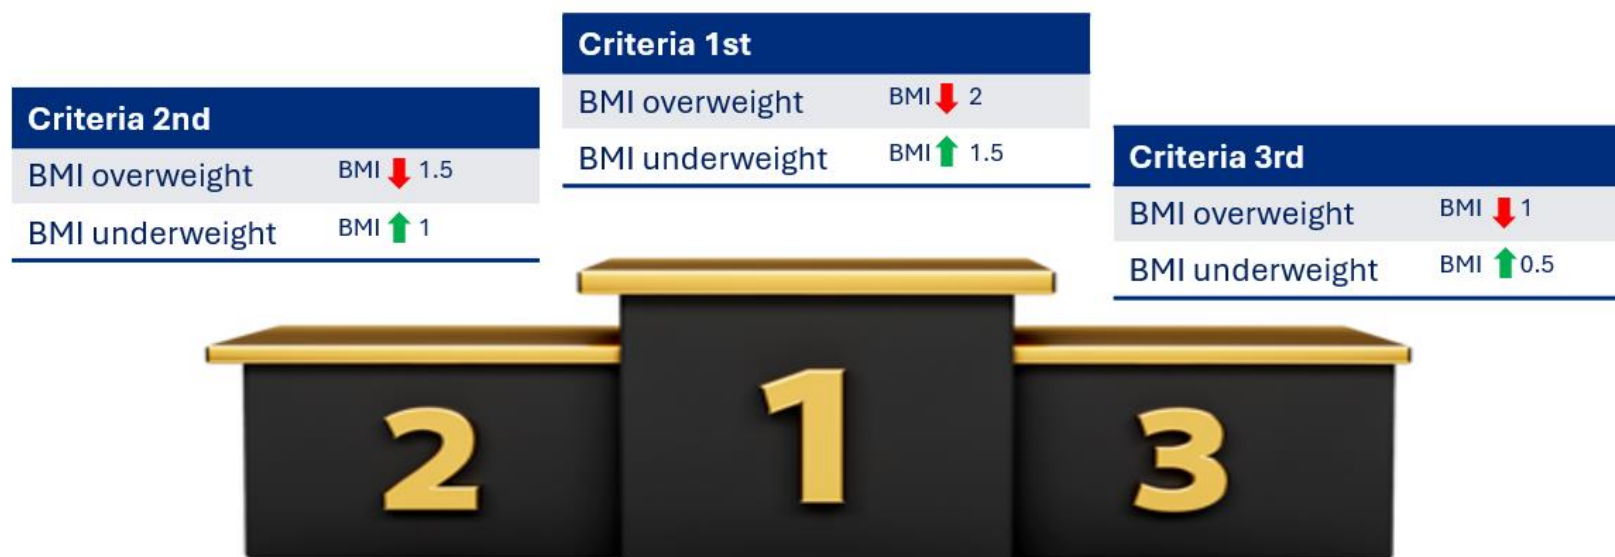 Criteria 1st
BMI overweight BMI ⬇ 2
BMI underweight BMI ⬆ 1.5
Criteria 2nd
BMI overweight BMI ⬇ 1.5
BMI underweight BMI ⬆ 1
Criteria 3rd
BMI overweight BMI ⬇ 1
BMI underweight BMI ⬆ 0.5
2
1
3